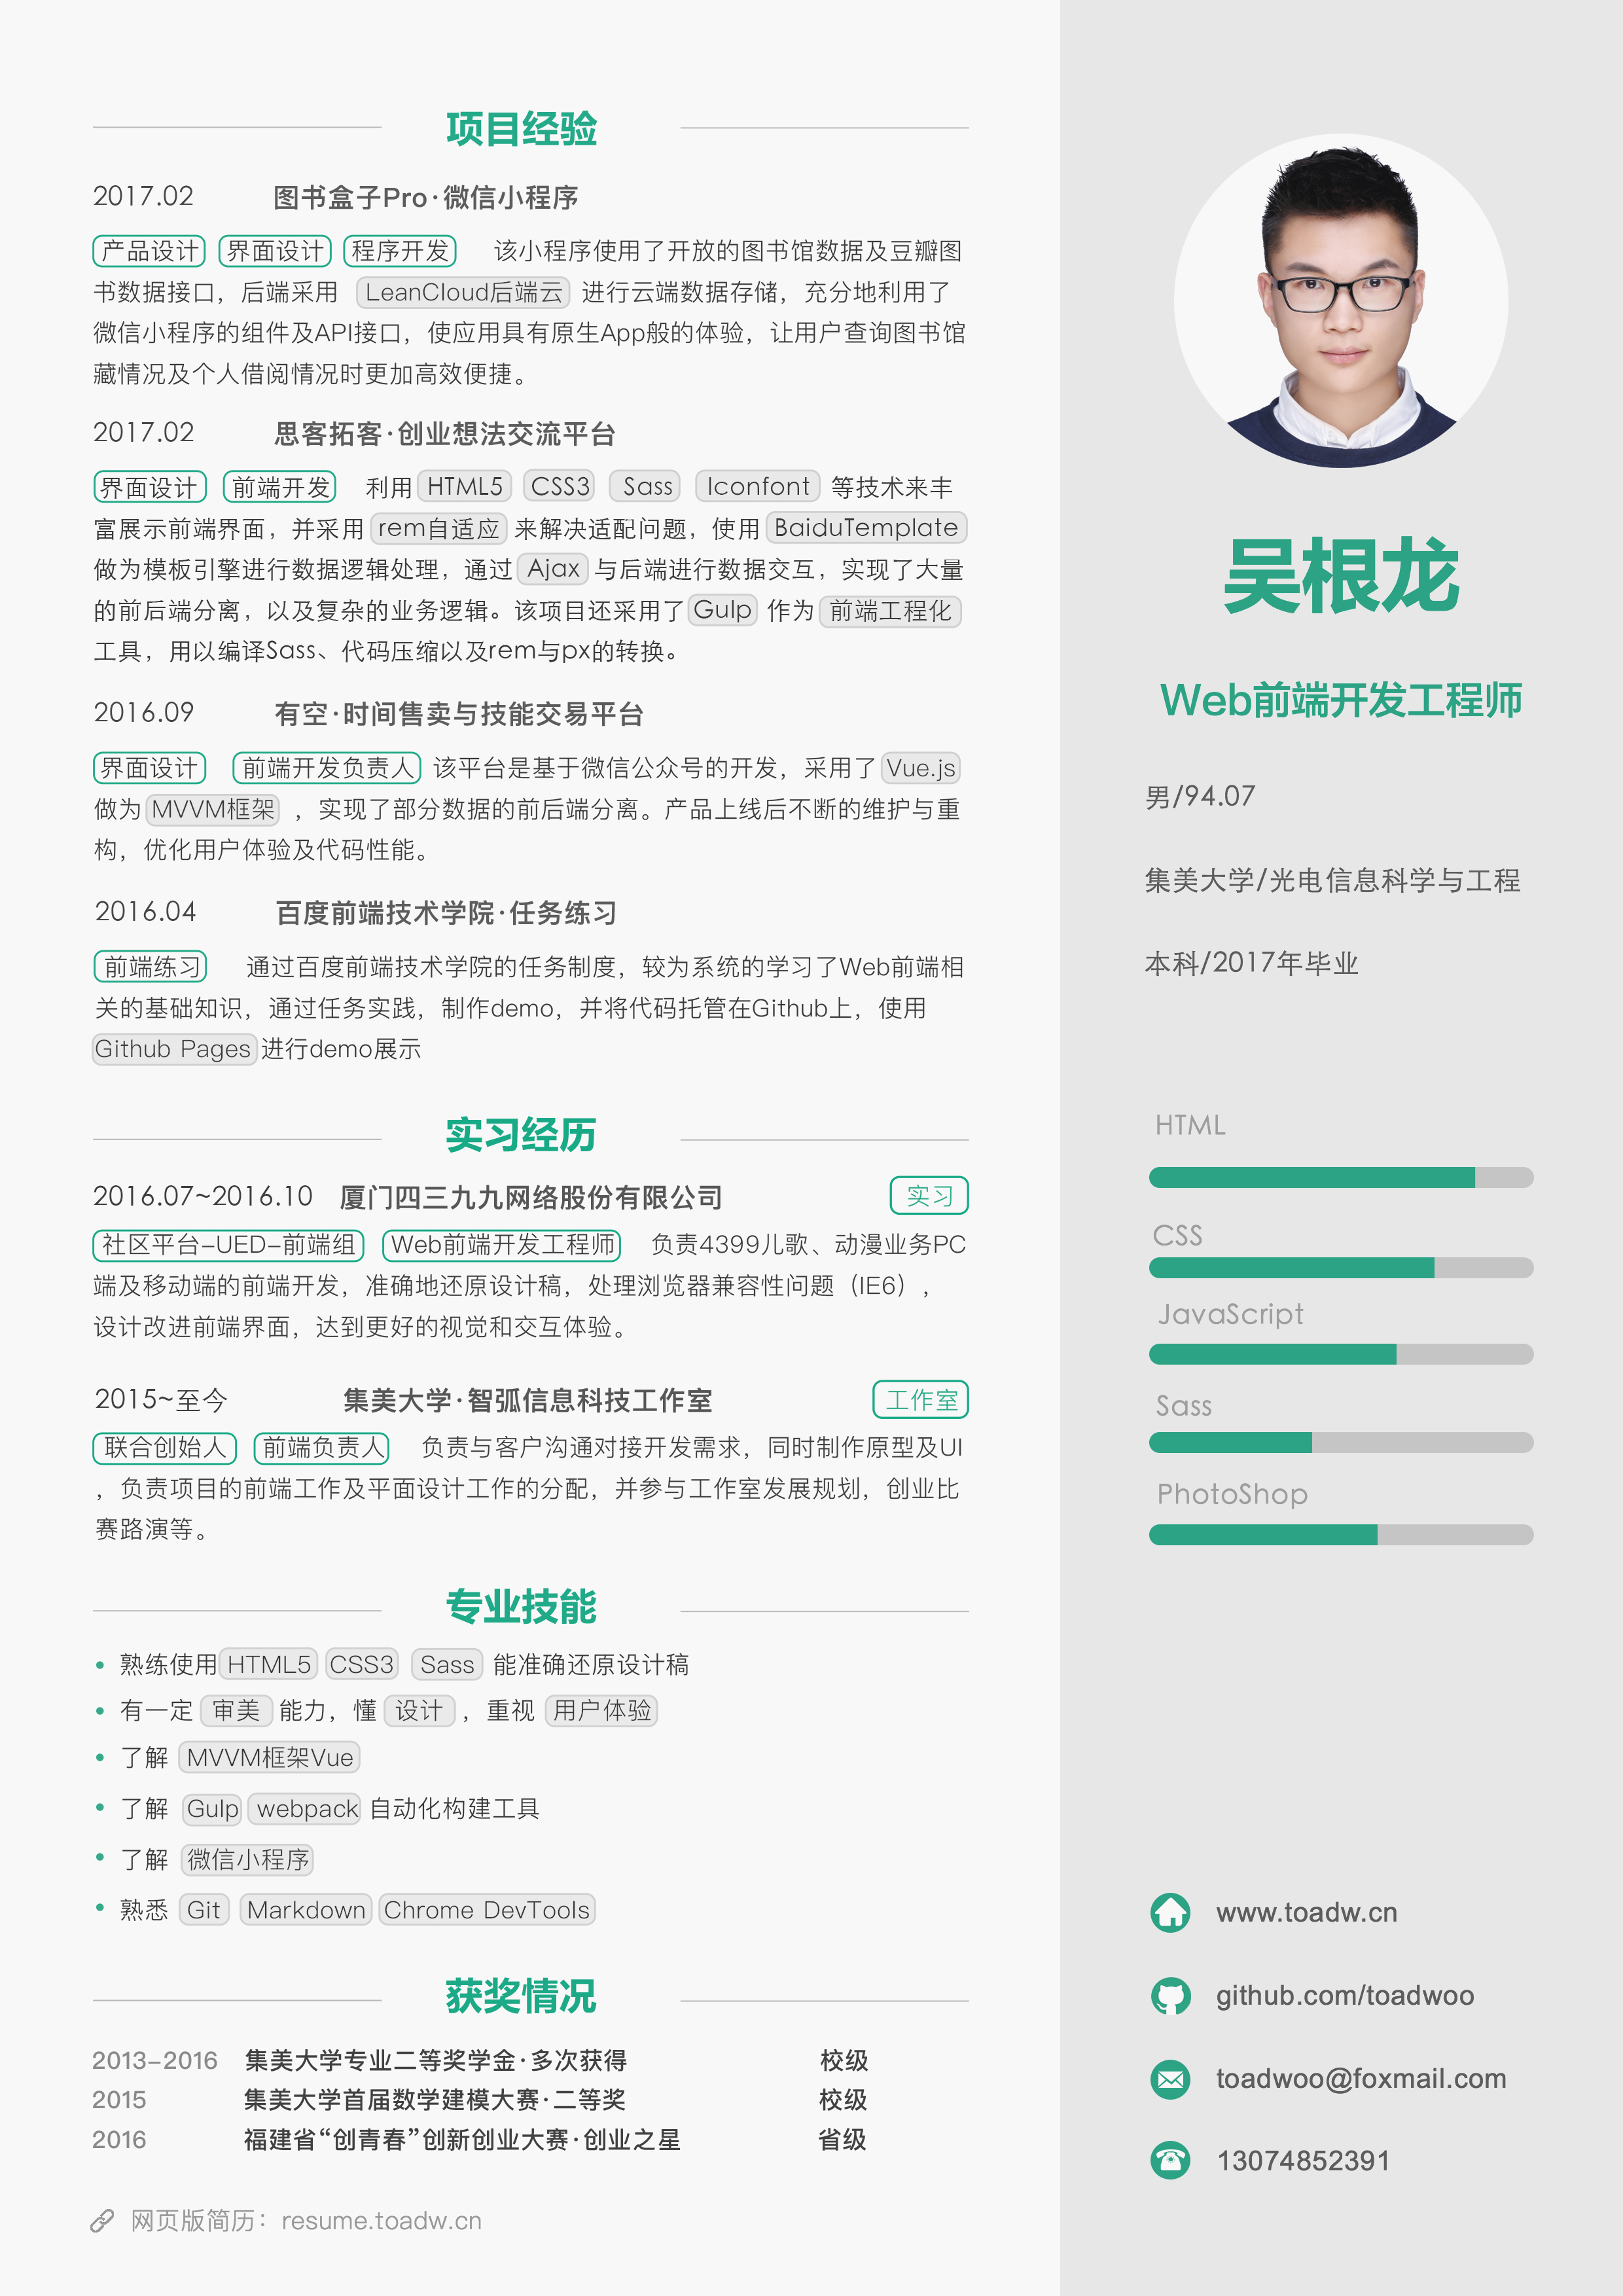 项目经验
2017.02 图书盒子Pro·微信小程序
产品设计 界面设计 程序开发 该小程序使用了开放的图书馆数据及豆瓣图
书数据接口，后端采用 LeanCloud后端云 进行云端数据存储，充分地利用了
微信小程序的组件及API接口，使应用具有原生App般的体验，让用户查询图书馆
藏情况及个人借阅情况时更加高效便捷。
2017.02 思客拓客·创业想法交流平台
界面设计 前端开发 利用 HTML5 CSS3 Sass Iconfont 等技术来丰
富展示前端界面，并采用 rem自适应 来解决适配问题，使用 BaiduTemplate
做为模板引擎进行数据逻辑处理，通过 Ajax 与后端进行数据交互，实现了大量
的前后端分离，以及复杂的业务逻辑。该项目还采用了 Gulp 作为 前端工程化
工具，用以编译Sass、代码压缩以及rem与px的转换。
2016.09 有空·时间售卖与技能交易平台
界面设计 前端开发负责人 该平台是基于微信公众号的开发，采用了 Vue.js
做为 MVVM框架 ，实现了部分数据的前后端分离。产品上线后不断的维护与重
构，优化用户体验及代码性能。
2016.04 百度前端技术学院·任务练习
前端练习 通过百度前端技术学院的任务制度，较为系统的学习了Web前端相
关的基础知识，通过任务实践，制作demo，并将代码托管在Github上，使用
Github Pages 进行demo展示
实习经历
2016.07~2016.10 厦门四三九九网络股份有限公司 实习
社区平台-UED-前端组 Web前端开发工程师 负责4399儿歌、动漫业务PC
端及移动端的前端开发，准确地还原设计稿，处理浏览器兼容性问题（IE6），
设计改进前端界面，达到更好的视觉和交互体验。
2015~至今 集美大学·智弧信息科技工作室 工作室
联合创始人 前端负责人 负责与客户沟通对接开发需求，同时制作原型及UI
，负责项目的前端工作及平面设计工作的分配，并参与工作室发展规划，创业比
赛路演等。
专业技能
• 熟练使用 HTML5 CSS3 Sass 能准确还原设计稿
• 有一定 审美 能力，懂 设计 ，重视 用户体验
• 了解 MVVM框架Vue
• 了解 Gulp webpack 自动化构建工具
• 了解 微信小程序
• 熟悉 Git Markdown Chrome DevTools
获奖情况
2013-2016 集美大学专业二等奖学金·多次获得 校级
2015 集美大学首届数学建模大赛·二等奖 校级
2016 福建省“创青春”创新创业大赛·创业之星 省级
网页版简历：resume.toadw.cn
吴根龙
Web前端开发工程师
男/94.07
集美大学/光电信息科学与工程
本科/2017年毕业
HTML
CSS
JavaScript
Sass
PhotoShop
www.toadw.cn
github.com/toadwoo
toadwoo@foxmail.com
13074852391